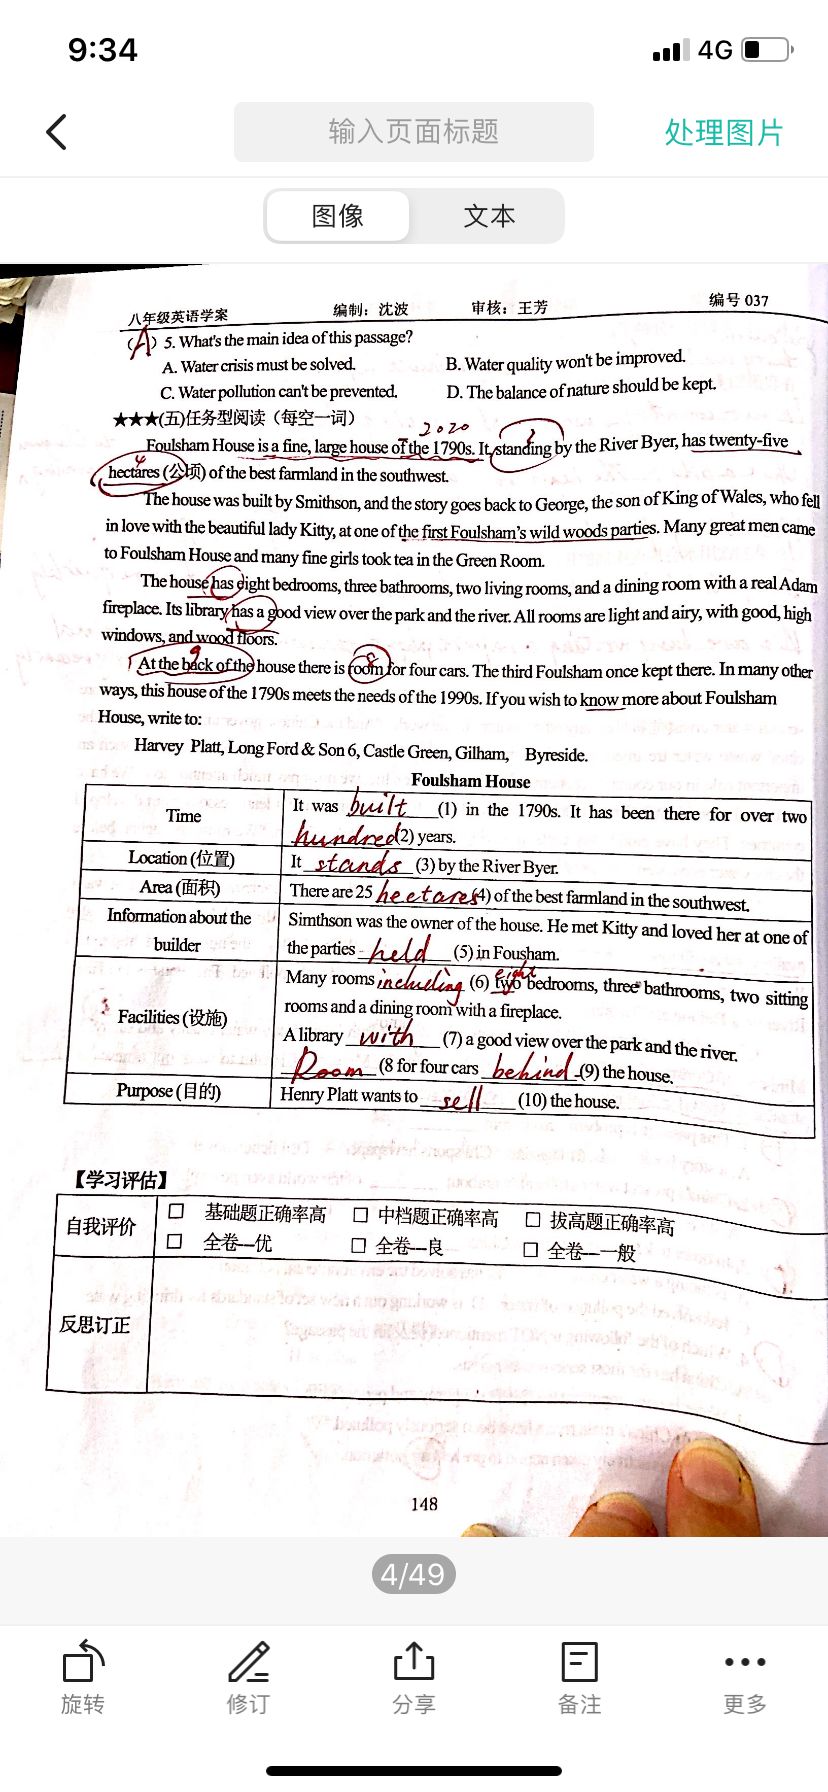 9:34
4G
输入页面标题
处理图片
图像
文本
八年级英语学案 编制：沈波 审核：王芳 编号 037
(A) 5. What's the main idea of this passage?
A. Water crisis must be solved. B. Water quality won't be improved.
C. Water pollution can't be prevented. D. The balance of nature should be kept.
★★★(五)任务型阅读（每空一词）
2020
3
Foulsham House is a fine, large house of the 1790s. It, standing by the River Byer, has twenty-five
4
hectares (公顷) of the best farmland in the southwest.
The house was built by Smithson, and the story goes back to George, the son of King of Wales, who fell
in love with the beautiful lady Kitty, at one of the first Foulsham's wild woods parties. Many great men came
to Foulsham House and many fine girls took tea in the Green Room.
The house has eight bedrooms, three bathrooms, two living rooms, and a dining room with a real Adam
fireplace. Its library has a good view over the park and the river. All rooms are light and airy, with good, high
windows, and wood floors.
9 8
At the back of the house there is room for four cars. The third Foulsham once kept there. In many other
ways, this house of the 1790s meets the needs of the 1990s. If you wish to know more about Foulsham
House, write to:
Harvey Platt, Long Ford & Son 6, Castle Green, Gilham, Byreside.
Foulsham House
Time It was built (1) in the 1790s. It has been there for over two
hundred (2) years.
Location (位置) It stands (3) by the River Byer.
Area (面积) There are 25 hectares (4) of the best farmland in the southwest.
Information about the builder Simthson was the owner of the house. He met Kitty and loved her at one of
the parties held (5) in Fousham.
eight
Facilities (设施) Many rooms including (6) two bedrooms, three bathrooms, two sitting
rooms and a dining room with a fireplace.
A library with (7) a good view over the park and the river.
Room (8 for four cars behind (9) the house.
Purpose (目的) Henry Platt wants to sell (10) the house.
【学习评估】
自我评价 □ 基础题正确率高 □ 中档题正确率高 □ 拔高题正确率高
□ 全卷---优 □ 全卷---良 □ 全卷---一般
反思订正
148
4/49
旋转 修订 分享 备注 更多